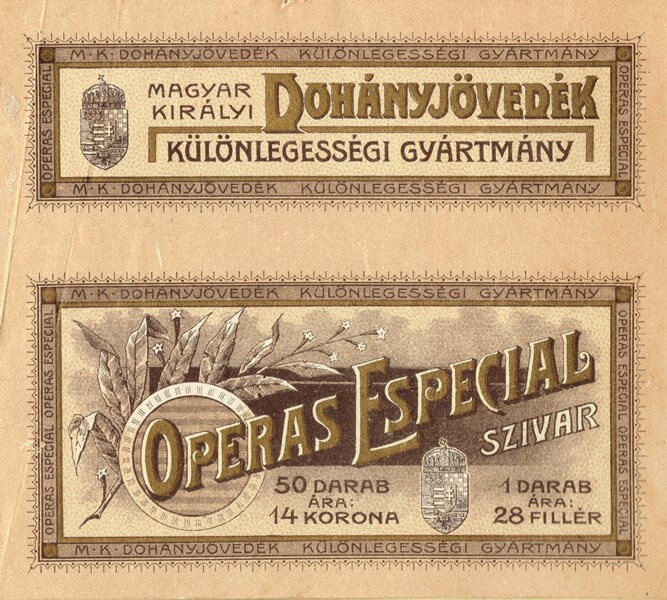 M·K·DOHÁNYJÖVEDÉK KÜLÖNLEGESSÉGI GYÁRTMÁNY
OPERAS ESPECIAL
MAGYAR
KIRÁLYI
DOHÁNYJÖVEDÉK
KÜLÖNLEGESSÉGI GYÁRTMÁNY
OPERAS ESPECIAL
M·K·DOHÁNYJÖVEDÉK KÜLÖNLEGESSÉGI GYÁRTMÁNY
M·K·DOHÁNYJÖVEDÉK KÜLÖNLEGESSÉGI GYÁRTMÁNY
OPERAS ESPECIAL OPERAS ESPECIAL
OPERAS ESPECIAL
SZIVAR
50 DARAB
ÁRA:
14 KORONA
1 DARAB
ÁRA:
28 FILLÉR
OPERAS ESPECIAL OPERAS ESPECIAL
M·K·DOHÁNYJÖVEDÉK KÜLÖNLEGESSÉGI GYÁRTMÁNY